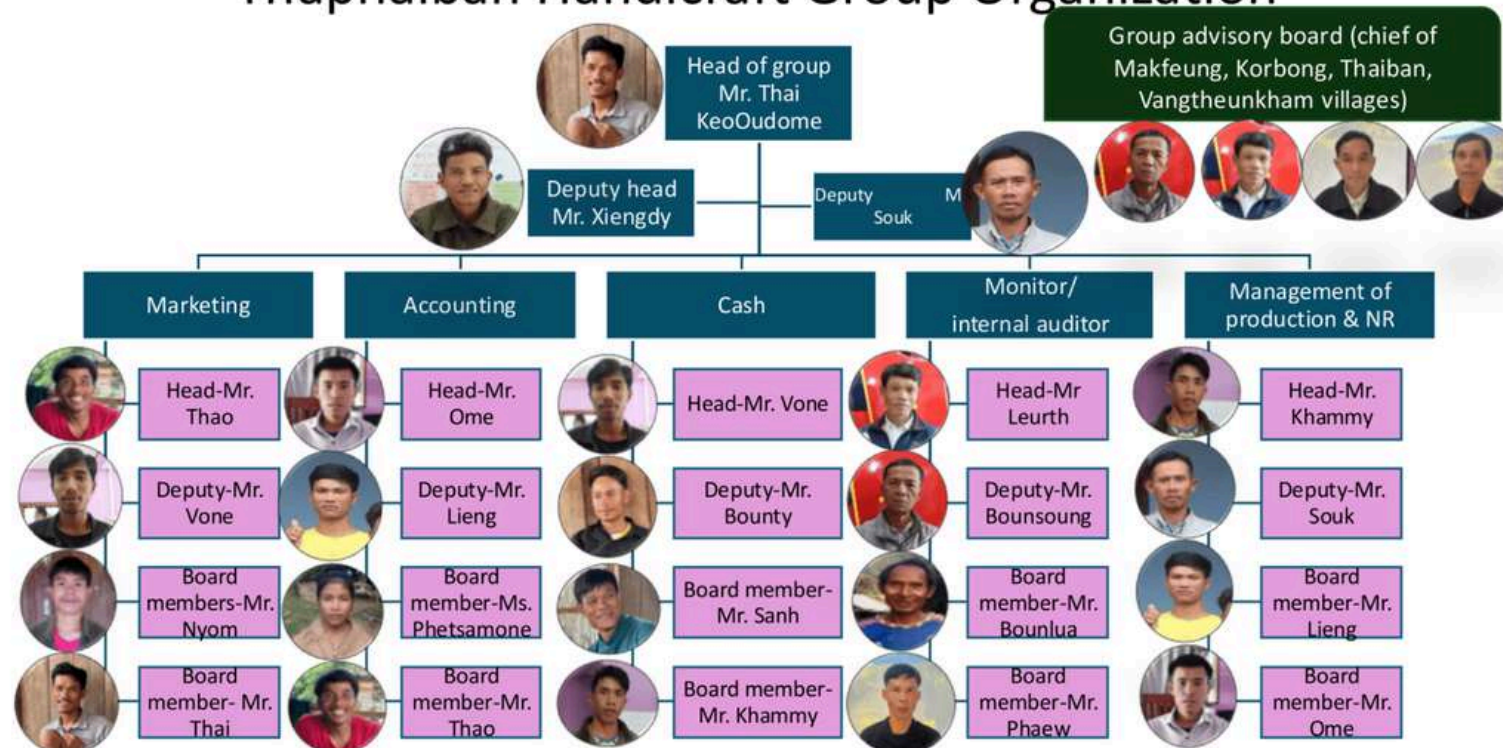 Thaphaiban Handicraft Group Organization
Group advisory board (chief of
Makfeung, Korbong, Thaiban,
Vangtheunkham villages)
Head of group
Mr. Thai
KeoOudome
Deputy head
Mr. Xiengdy
Deputy M
Souk
Marketing
Accounting
Cash
Monitor/
internal auditor
Management of
production & NR
Head-Mr.
Thao
Head-Mr.
Ome
Head-Mr. Vone
Head-Mr
Leurth
Head-Mr.
Khammy
Deputy-Mr.
Vone
Deputy-Mr.
Lieng
Deputy-Mr.
Bounty
Deputy-Mr.
Bounsoung
Deputy-Mr.
Souk
Board
members-Mr.
Nyom
Board
member-Ms.
Phetsamone
Board member-
Mr. Sanh
Board
member-Mr.
Bounlua
Board
member-Mr.
Lieng
Board
member- Mr.
Thai
Board
member-Mr.
Thao
Board member-
Mr. Khammy
Board
member-Mr.
Phaew
Board
member-Mr.
Ome